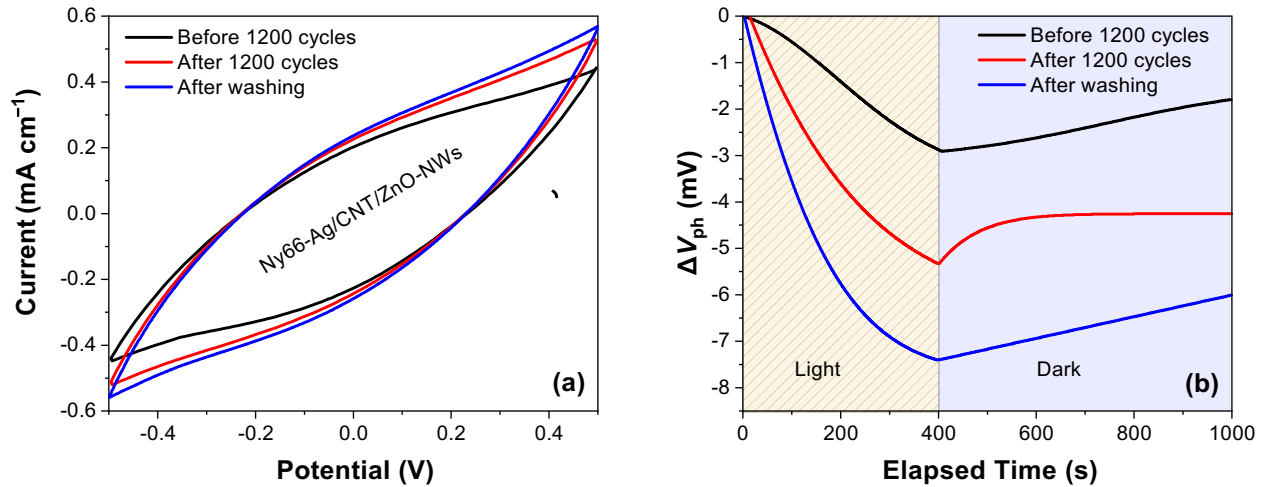 0.6
0.4
0.2
0.0
-0.2
-0.4
-0.6
Current (mA cm⁻¹)
Before 1200 cycles
After 1200 cycles
After washing
Ny66-Ag/CNT/ZnO-NWs
(a)
-0.4 -0.2 0.0 0.2 0.4
Potential (V)
0
-1
-2
-3
-4
-5
-6
-7
-8
ΔVph (mV)
Before 1200 cycles
After 1200 cycles
After washing
Light Dark
(b)
0 200 400 600 800 1000
Elapsed Time (s)